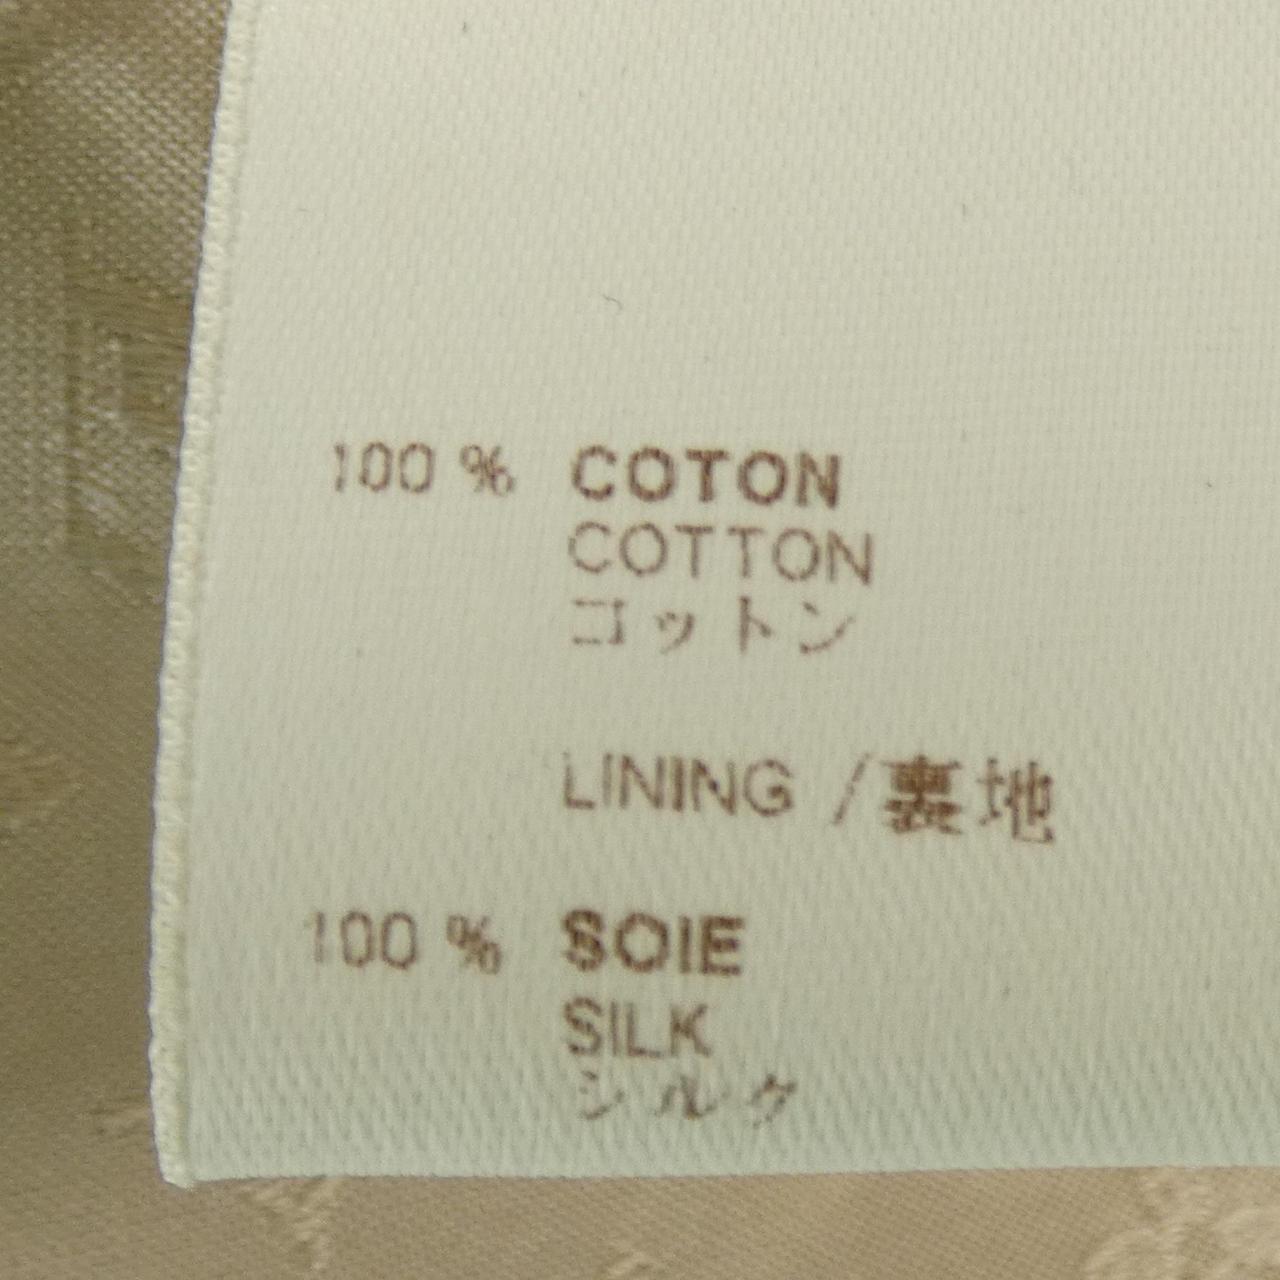 100 % COTON
COTTON
コットン
LINING / 裏地
100 % SOIE
SILK
シルク